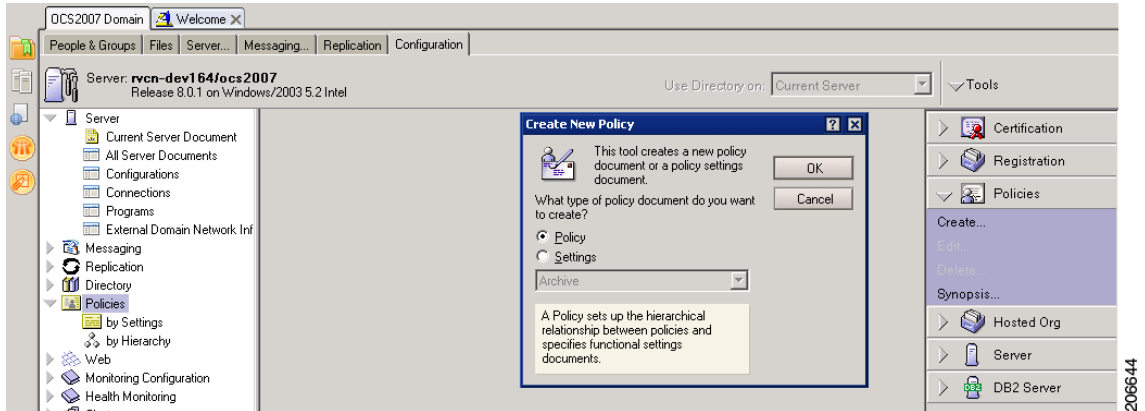 OCS2007 Domain
Welcome
People & Groups
Files
Server...
Messaging...
Replication
Configuration
Server: rvcn-dev164/ocs2007
Release 8.0.1 on Windows/2003 5.2 Intel
Use Directory on: Current Server
Tools
Server
Current Server Document
All Server Documents
Configurations
Connections
Programs
External Domain Network Inf
Messaging
Replication
Directory
Policies
by Settings
by Hierarchy
Web
Monitoring Configuration
Health Monitoring
Create New Policy
This tool creates a new policy
document or a policy settings
document.
OK
Cancel
What type of policy document do you want
to create?
Policy
Settings
Archive
A Policy sets up the hierarchical
relationship between policies and
specifies functional settings
documents.
Certification
Registration
Policies
Create...
Edit...
Delete...
Synopsis...
Hosted Org
Server
DB2 Server
206644